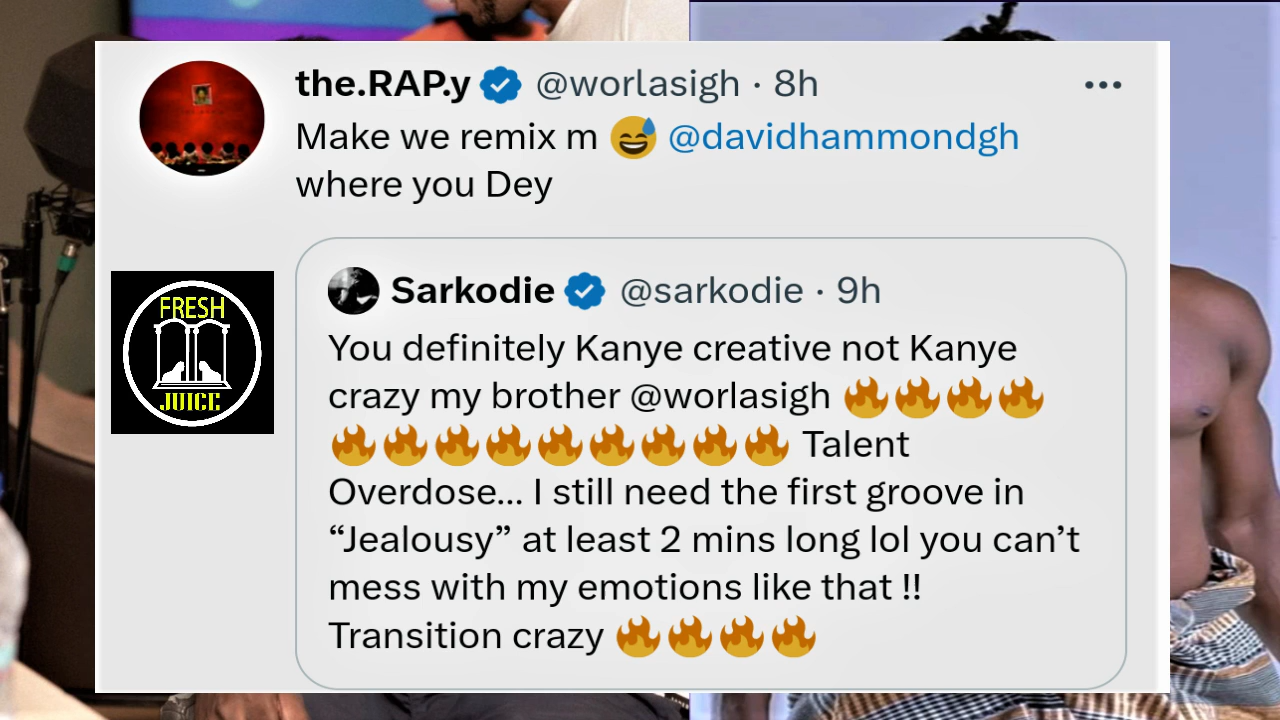 the.RAP.y @worlasigh · 8h
Make we remix m 😅 @davidhammondgh
where you Dey
Sarkodie @sarkodie · 9h
You definitely Kanye creative not Kanye
crazy my brother @worlasigh 🔥🔥🔥🔥
🔥🔥🔥🔥🔥🔥🔥🔥🔥 Talent
Overdose... I still need the first groove in
“Jealousy” at least 2 mins long lol you can’t
mess with my emotions like that !!
Transition crazy 🔥🔥🔥🔥
FRESH
JUICE